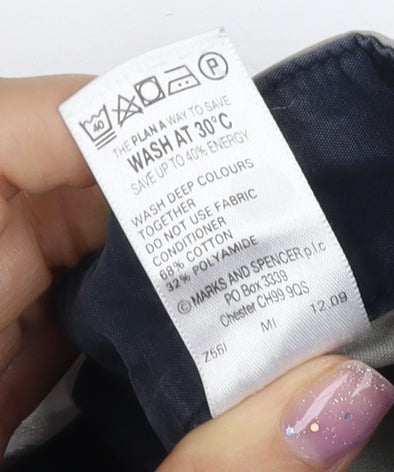 40 P
THE PLAN A WAY TO SAVE
WASH AT 30°C
SAVE UP TO 40% ENERGY
WASH DEEP COLOURS
TOGETHER
DO NOT USE FABRIC
CONDITIONER
68% COTTON
32% POLYAMIDE
© MARKS AND SPENCER p.l.c
PO Box 3339
Chester CH99 9QS
Z56I MI 12.09